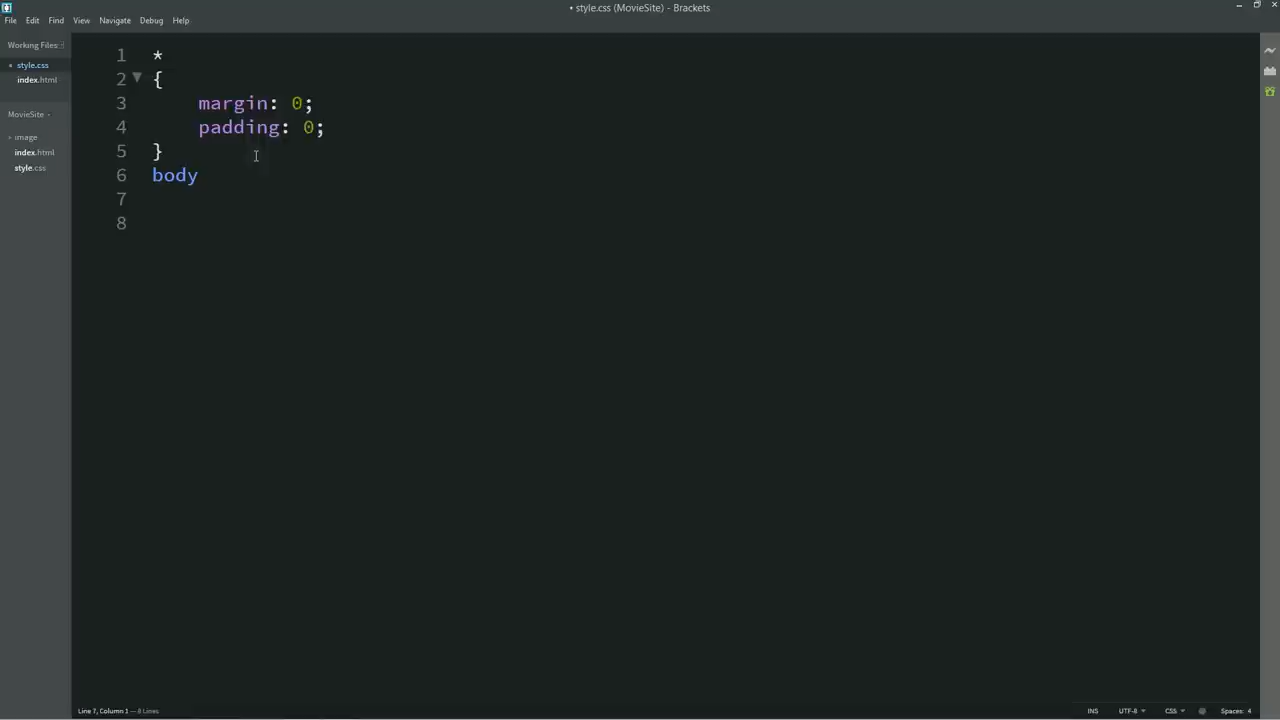 • style.css (MovieSite) - Brackets
File Edit Find View Navigate Debug Help
Working Files
• style.css
index.html
MovieSite
image
index.html
style.css
1 *
2 {
3 margin: 0;
4 padding: 0;
5 }
6 body
7
8
Line 7, Column 1 — 8 Lines
INS UTF-8 CSS Spaces: 4